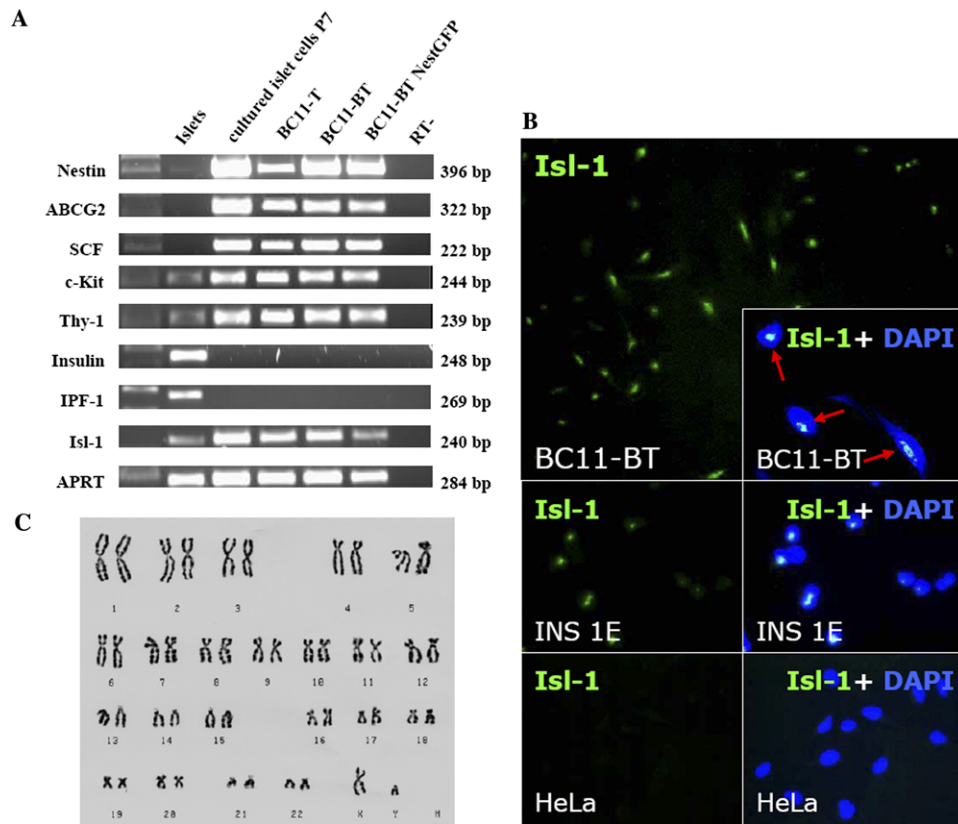 A
Islets
cultured islet cells P7
BC11-T
BC11-BT
BC11-BT NestGFP
RT-
Nestin 396 bp
ABCG2 322 bp
SCF 222 bp
c-Kit 244 bp
Thy-1 239 bp
Insulin 248 bp
IPF-1 269 bp
Isl-1 240 bp
APRT 284 bp
B
Isl-1
BC11-BT
Isl-1+ DAPI
BC11-BT
Isl-1
INS 1E
Isl-1+ DAPI
INS 1E
Isl-1
HeLa
Isl-1+ DAPI
HeLa
C
1 2 3 4 5
6 7 8 9 10 11 12
13 14 15 16 17 18
19 20 21 22 X Y M